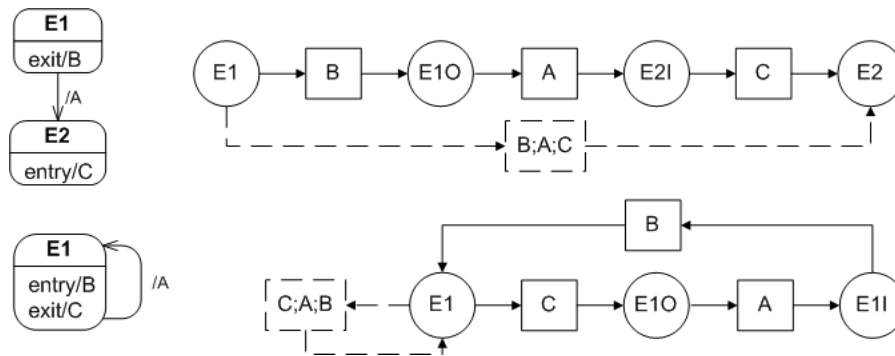 E1
exit/B
/A
E2
entry/C
E1 B E1O A E2I C E2
B;A;C
E1
entry/B
exit/C
/A
B
C;A;B E1 C E1O A E1I